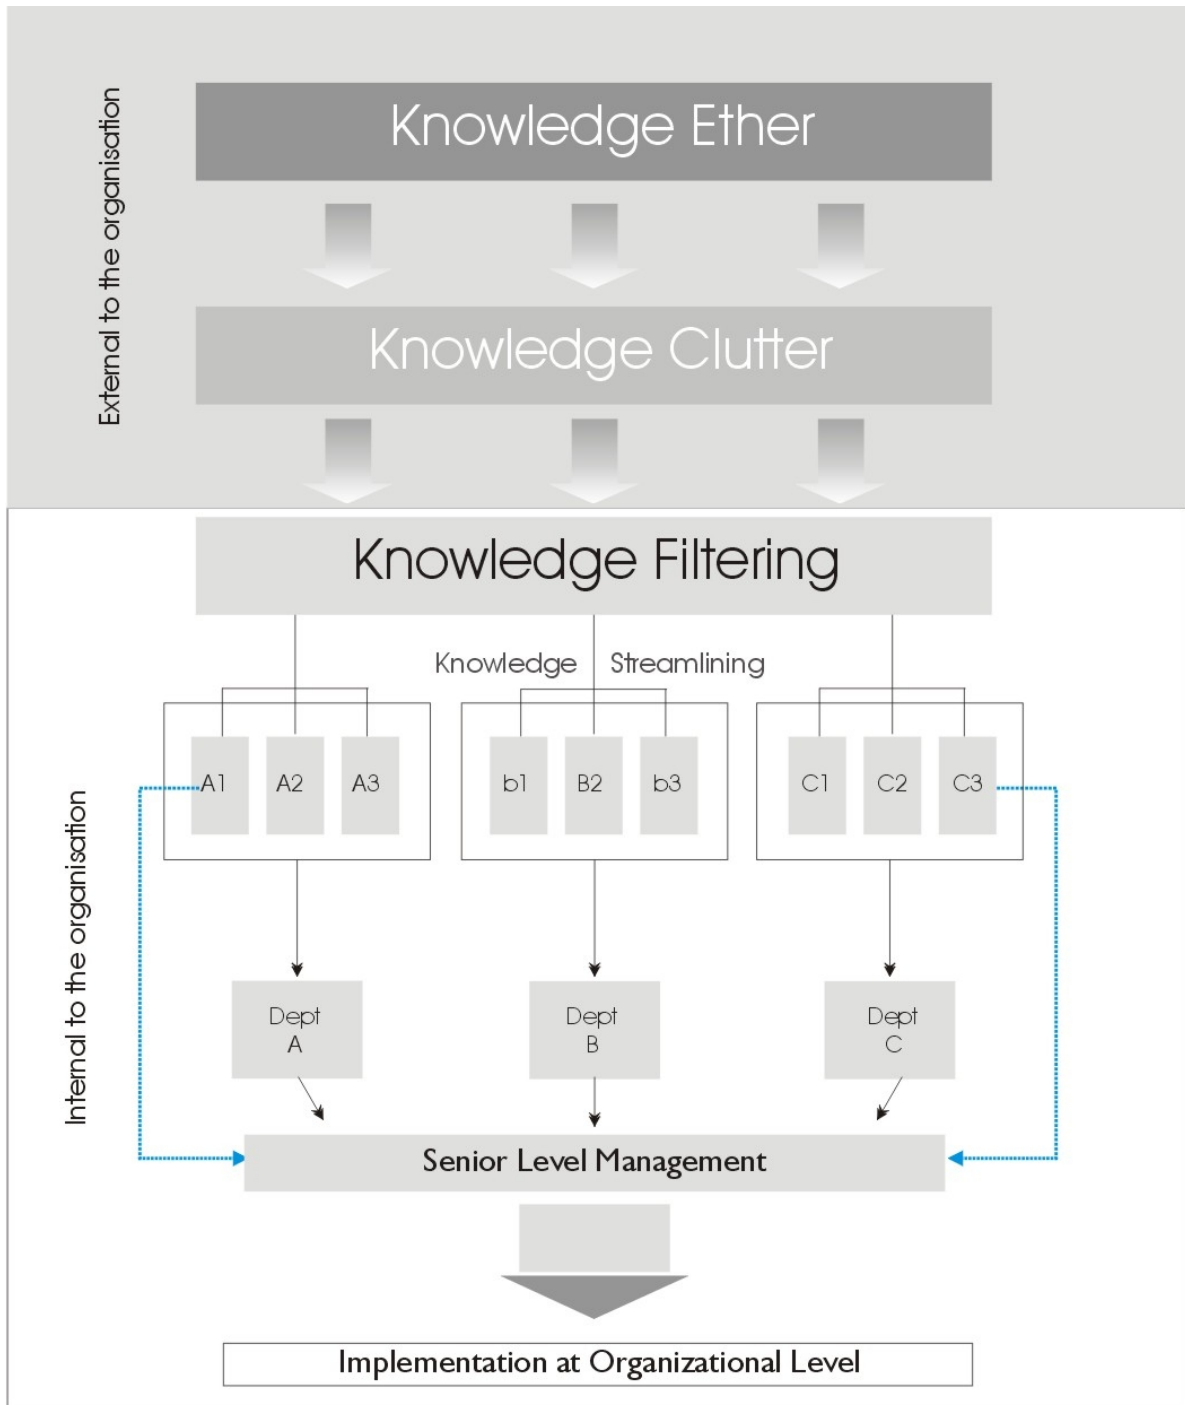 External to the organisation
Knowledge Ether
Knowledge Clutter
Knowledge Filtering
Knowledge Streamlining
A1 A2 A3 b1 B2 b3 C1 C2 C3
Internal to the organisation
Dept Dept Dept
A B C
Senior Level Management
Implementation at Organizational Level